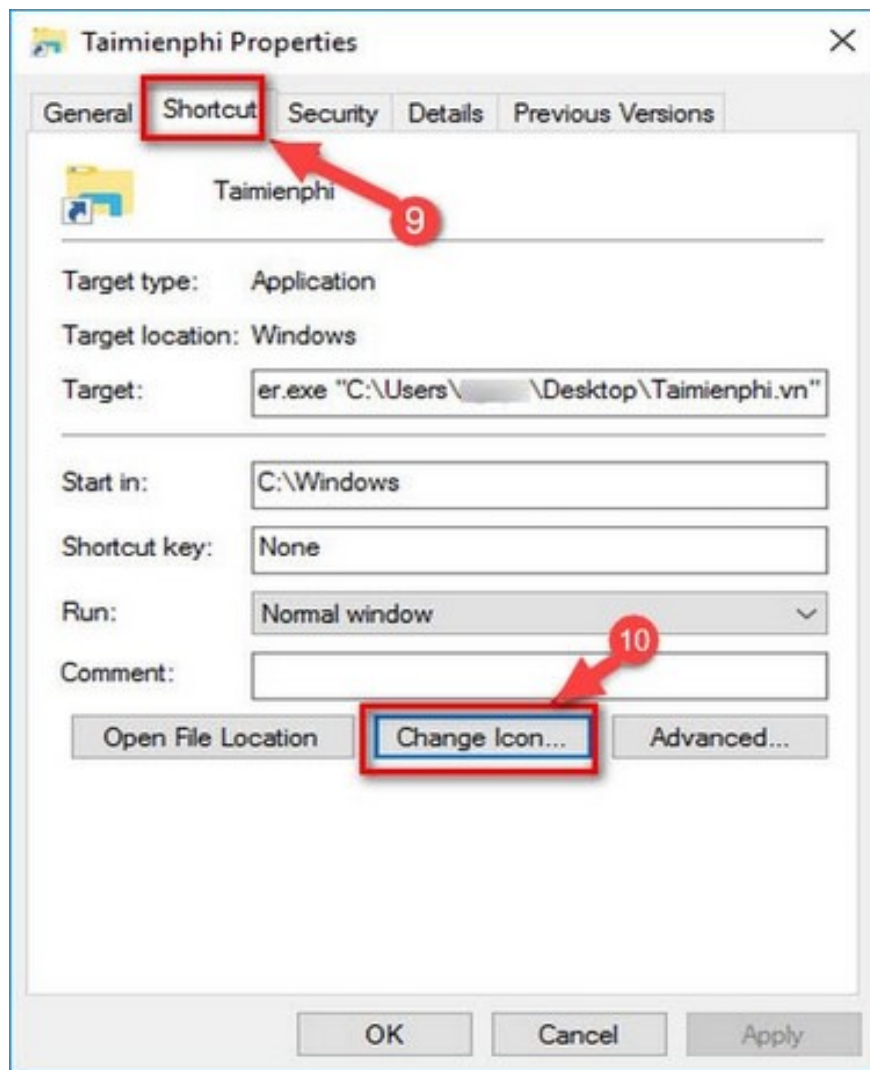 Taimienphi Properties
General Shortcut Security Details Previous Versions
Taimienphi
9
Target type: Application
Target location: Windows
Target: er.exe "C:\Users\ \Desktop\Taimienphi.vn"
Start in: C:\Windows
Shortcut key: None
Run: Normal window
10
Comment:
Open File Location Change Icon... Advanced...
OK Cancel Apply